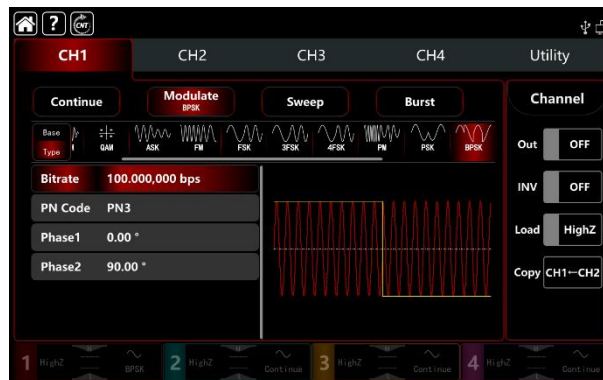 ? CNT
CH1 CH2 CH3 CH4 Utility
Continue Modulate Sweep Burst Channel
BPSK
Base
Type QAM ASK FM FSK 3FSK 4FSK PM PSK BPSK
Out OFF
Bitrate 100.000,000 bps
INV OFF
PN Code PN3
Phase1 0.00 °
Load HighZ
Phase2 90.00 °
Copy CH1←CH2
1 HighZ BPSK 2 HighZ Continue 3 HighZ Continue 4 HighZ Continue